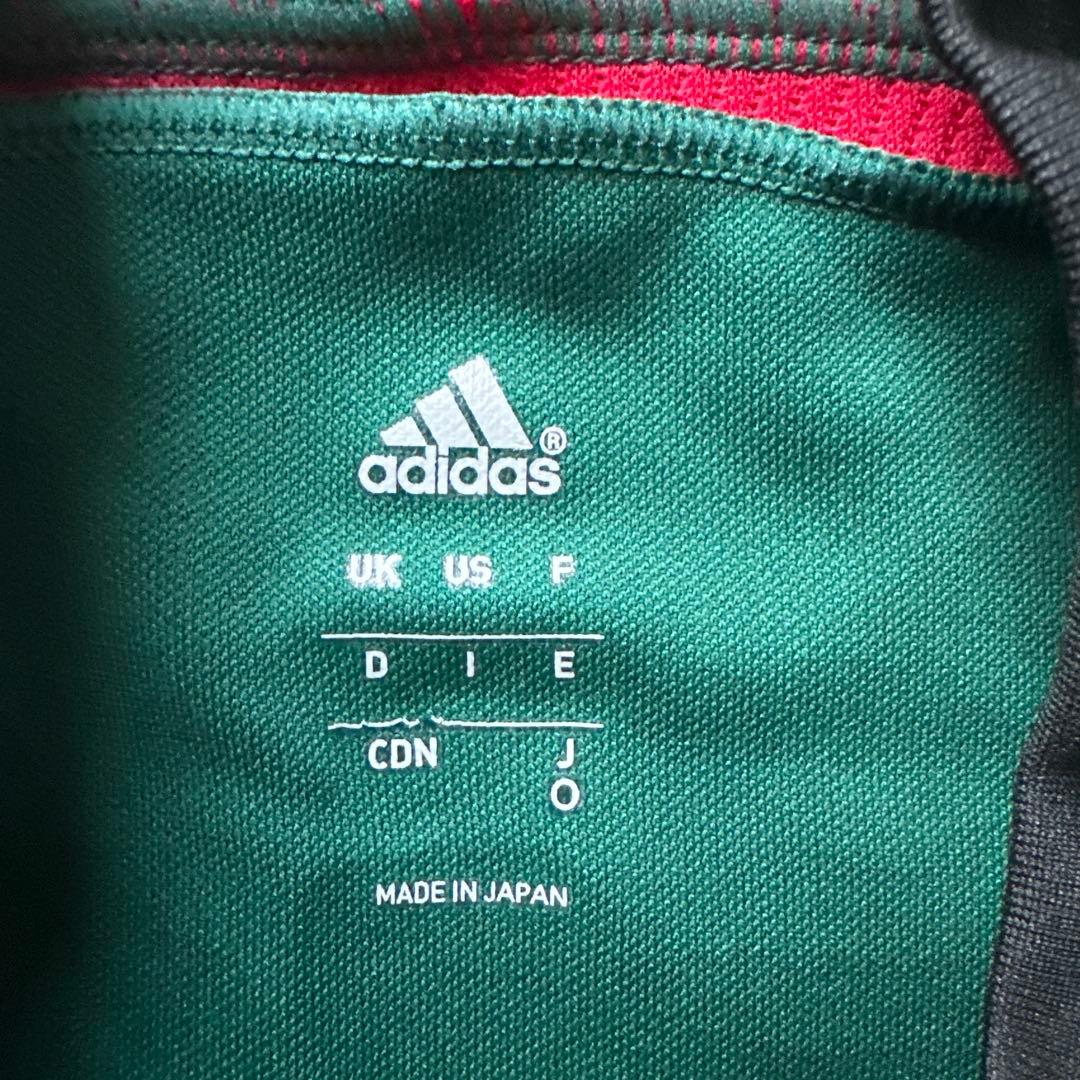 adidas®
UK US F
D I E
CDN J
O
MADE IN JAPAN